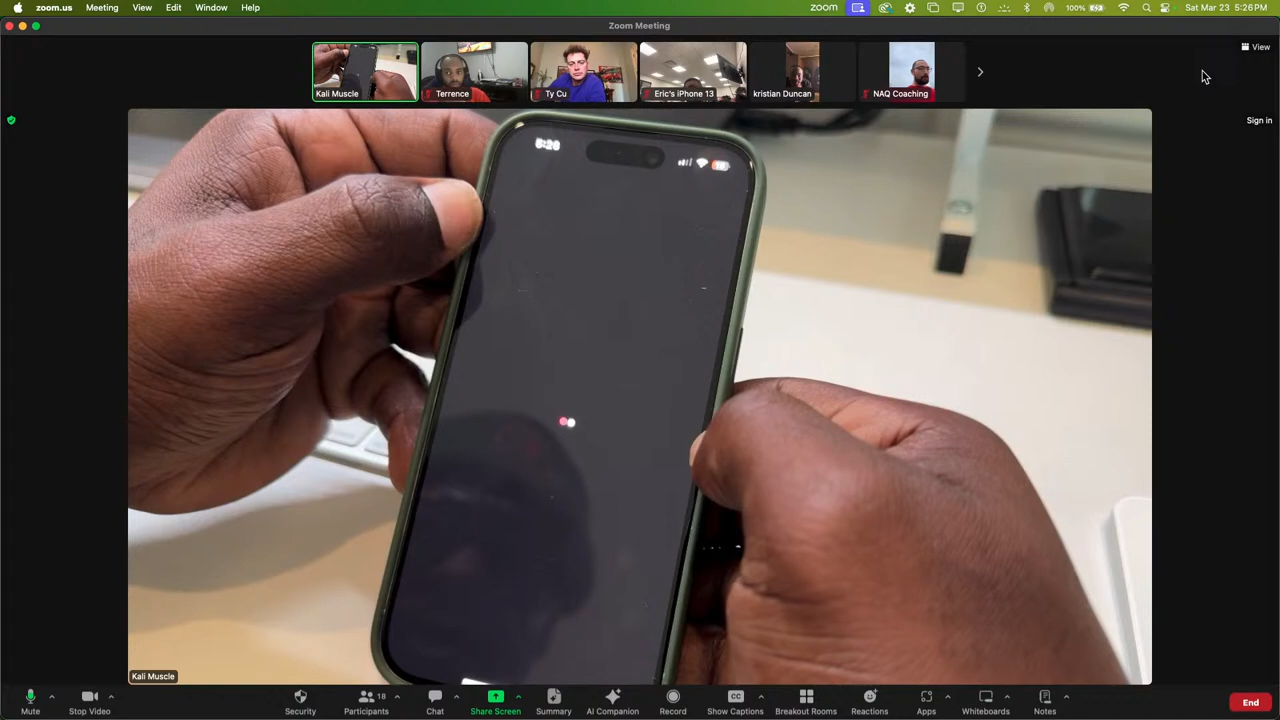 zoom.us Meeting View Edit Window Help zoom 100% Sat Mar 23 5:26PM
Zoom Meeting
View
Kali Muscle Terrence Ty Cu Eric's iPhone 13 kristian Duncan NAQ Coaching
Sign in
Kali Muscle
18
Mute Stop Video Security Participants Chat Share Screen Summary AI Companion Record Show Captions Breakout Rooms Reactions Apps Whiteboards Notes End